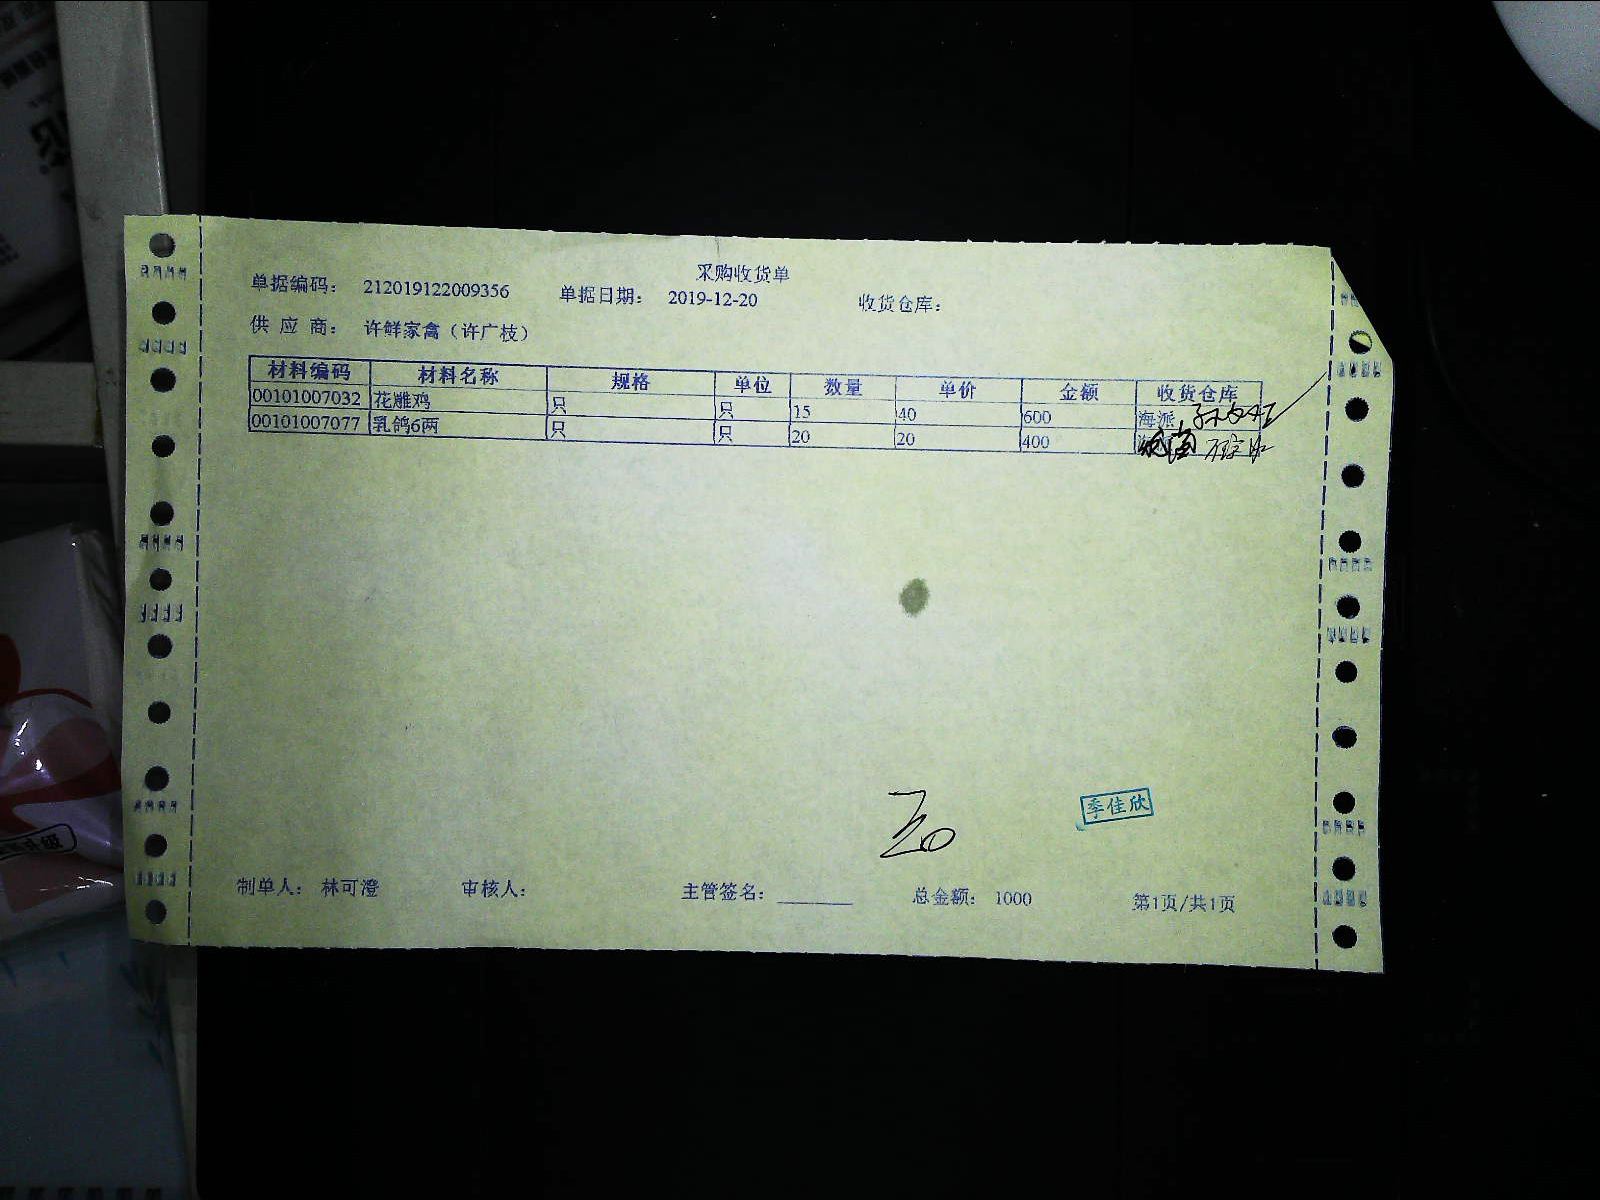 采购收货单
单据编码： 212019122009356 单据日期： 2019-12-20 收货仓库：
供 应 商： 许鲜家禽（许广枝）
材料编码 材料名称 规格 单位 数量 单价 金额 收货仓库
00101007032 花雕鸡 只 只 15 40 600 海派
00101007077 乳鸽6两 只 只 20 20 400
季佳欣
制单人： 林可澄 审核人： 主管签名： 总金额： 1000 第1页/共1页